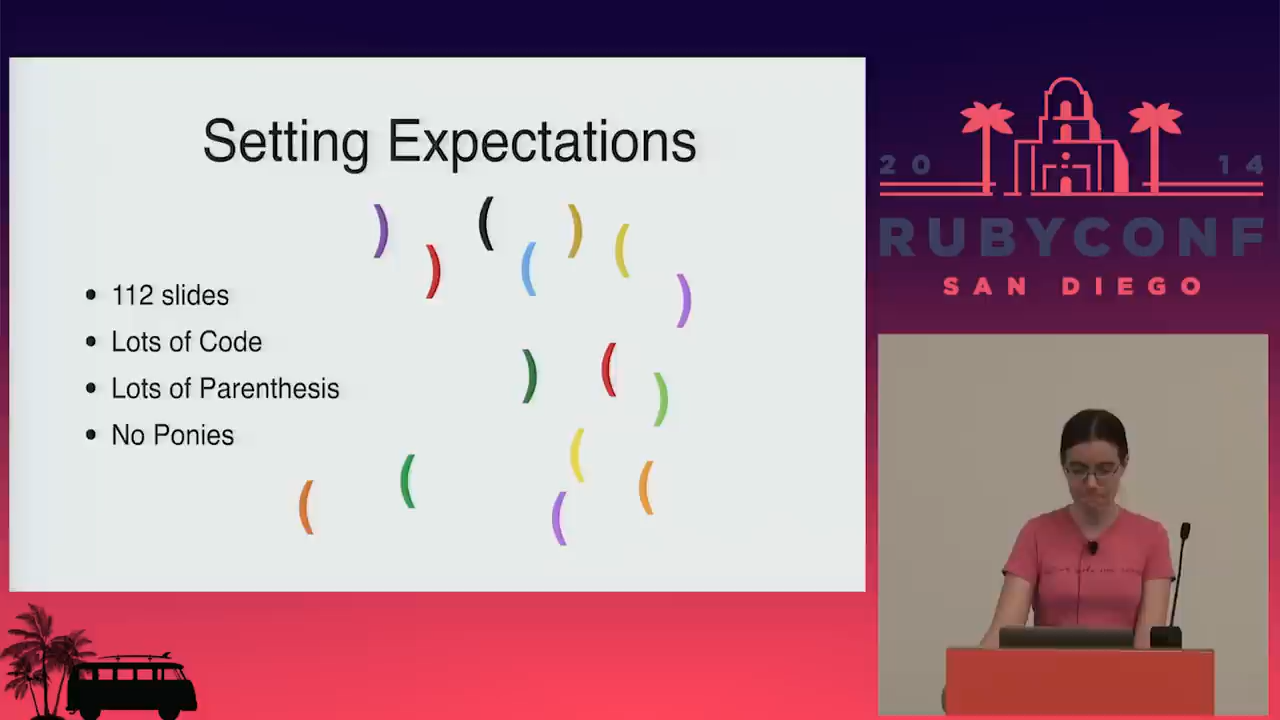 Setting Expectations
) ( ) (
) ( )
• 112 slides
• Lots of Code
) ( )
• Lots of Parenthesis
• No Ponies
( ( ( ( (
20 14
RUBYCONF
SAN DIEGO